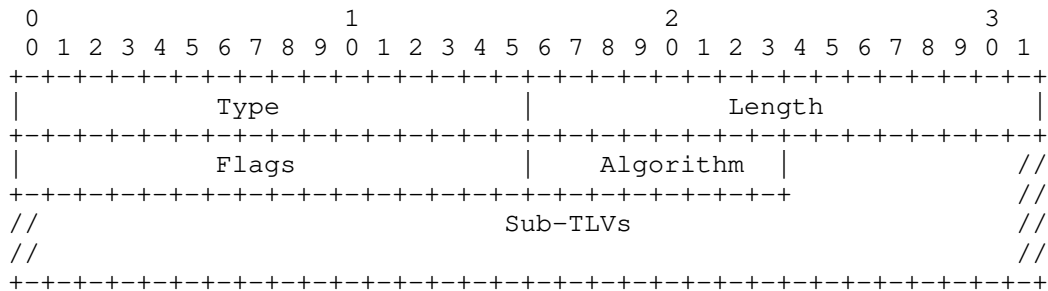 0                   1                   2                   3
 0 1 2 3 4 5 6 7 8 9 0 1 2 3 4 5 6 7 8 9 0 1 2 3 4 5 6 7 8 9 0 1
+-+-+-+-+-+-+-+-+-+-+-+-+-+-+-+-+-+-+-+-+-+-+-+-+-+-+-+-+-+-+-+-+
|            Type               |            Length             |
+-+-+-+-+-+-+-+-+-+-+-+-+-+-+-+-+-+-+-+-+-+-+-+-+-+-+-+-+-+-+-+-+
|            Flags              |   Algorithm   |              //
+-+-+-+-+-+-+-+-+-+-+-+-+-+-+-+-+-+-+-+-+-+-+-+-+              //
//                            Sub-TLVs                         //
//                                                             //
+-+-+-+-+-+-+-+-+-+-+-+-+-+-+-+-+-+-+-+-+-+-+-+-+-+-+-+-+-+-+-+-+